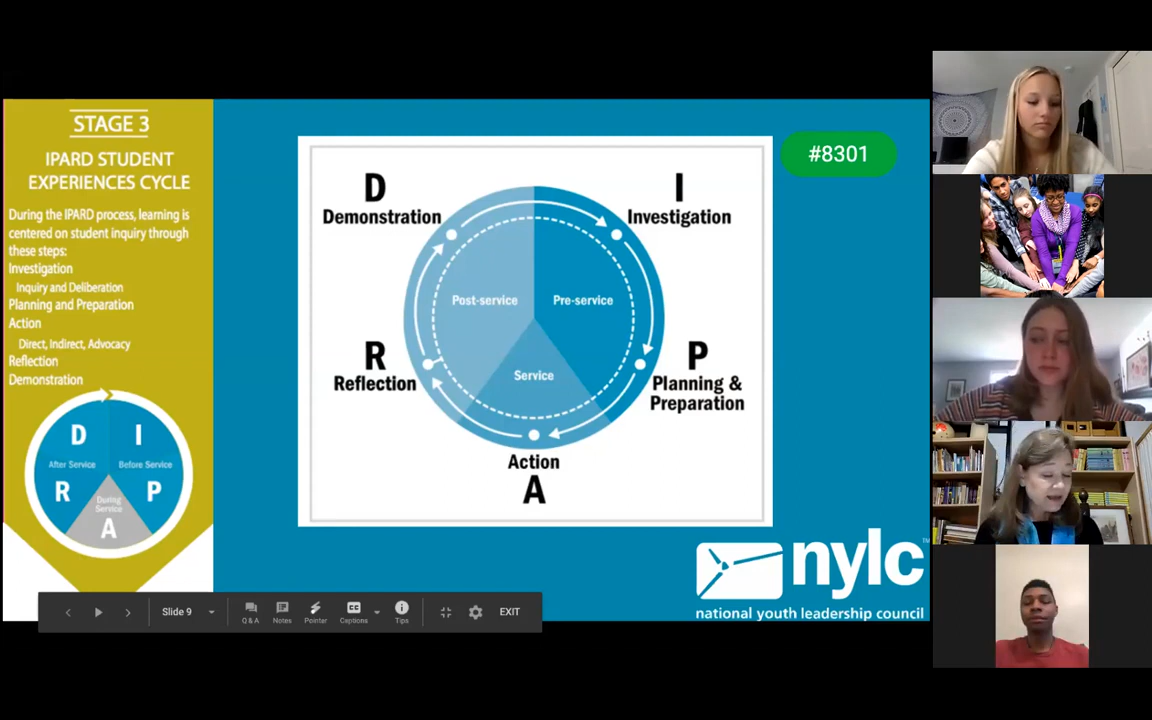 STAGE 3
IPARD STUDENT
EXPERIENCES CYCLE
During the IPARD process, learning is
centered on student inquiry through
these steps:
Investigation
Inquiry and Deliberation
Planning and Preparation
Action
Direct, Indirect, Advocacy
Reflection
Demonstration
D
I
After Service
Before Service
R
P
During
Service
A
D
Demonstration
I
Investigation
Post-service
Pre-service
R
Reflection
Service
P
Planning &
Preparation
Action
A
#8301
nylc™
national youth leadership council
Slide 9
Q & A
Notes
Pointer
CC
Captions
Tips
EXIT